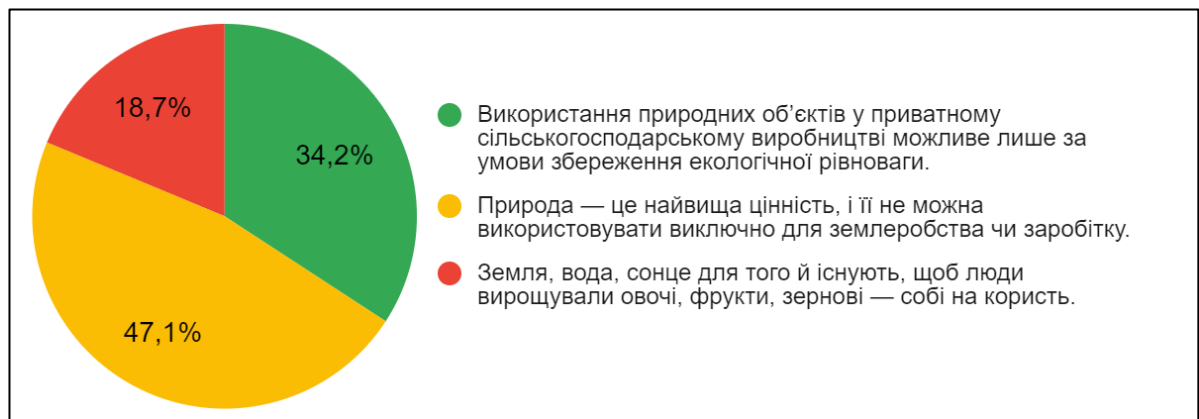 18,7%
34,2%
47,1%
Використання природних об’єктів у приватному
сільськогосподарському виробництві можливе лише за
умови збереження екологічної рівноваги.
Природа — це найвища цінність, і її не можна
використовувати виключно для землеробства чи заробітку.
Земля, вода, сонце для того й існують, щоб люди
вирощували овочі, фрукти, зернові — собі на користь.